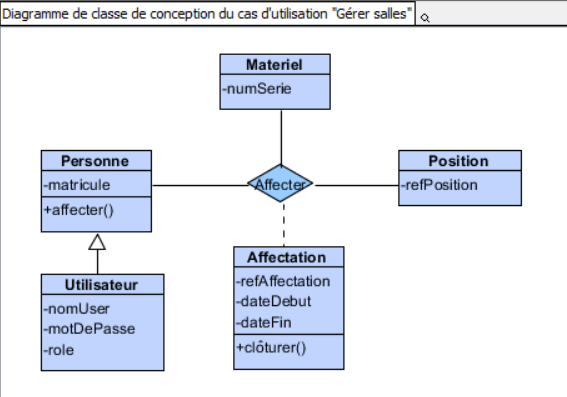 Diagramme de classe de conception du cas d'utilisation "Gérer salles"
Materiel
-numSerie
Personne
-matricule
+affecter()
Affecter
Position
-refPosition
Utilisateur
-nomUser
-motDePasse
-role
Affectation
-refAffectation
-dateDebut
-dateFin
+clôturer()